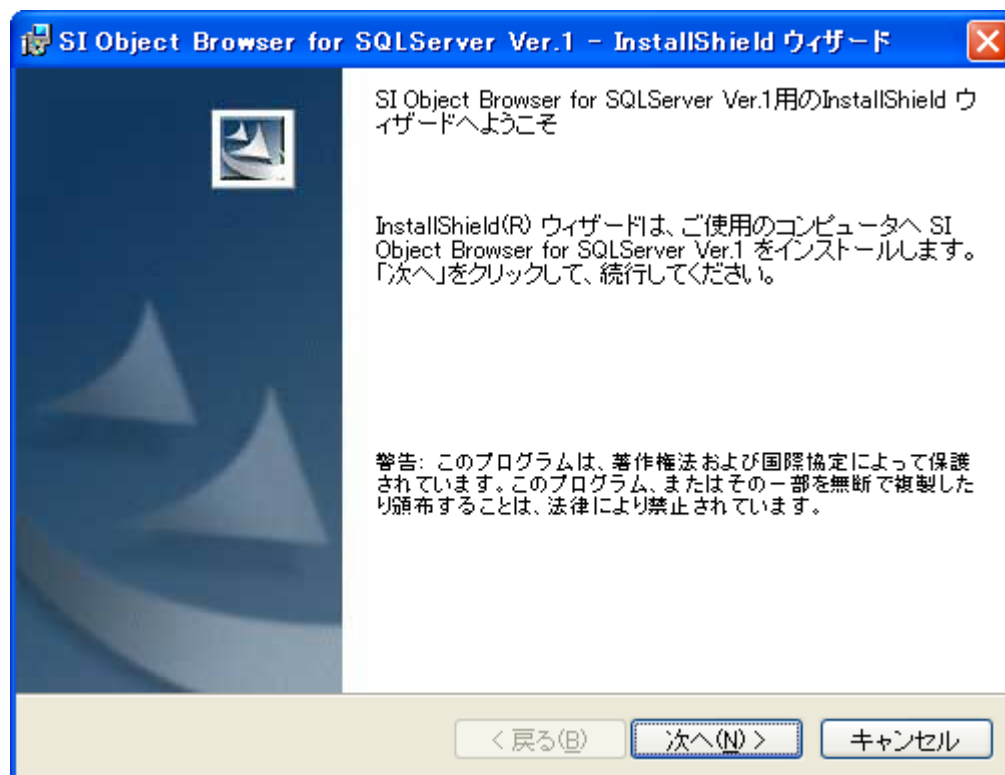 SI Object Browser for SQLServer Ver.1 - InstallShield ウィザード
SI Object Browser for SQLServer Ver.1用のInstallShield ウ
ィザードへようこそ
InstallShield(R) ウィザードは、ご使用のコンピュータへ SI
Object Browser for SQLServer Ver.1 をインストールします。
「次へ」をクリックして、続行してください。
警告: このプログラムは、著作権法および国際協定によって保護
されています。このプログラム、またはその一部を無断で複製した
り頒布することは、法律により禁止されています。
< 戻る(B)
次へ(N) >
キャンセル